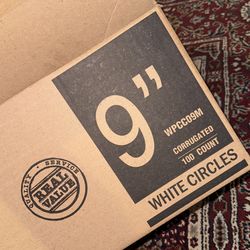 9”
WPCC09M
CORRUGATED
100 COUNT
WHITE CIRCLES
QUALITY • SERVICE
REAL
VALUE